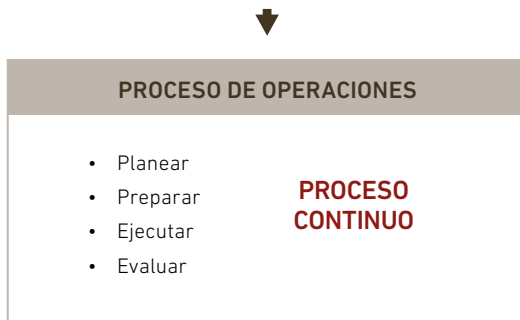 PROCESO DE OPERACIONES
• Planear
• Preparar
• Ejecutar
• Evaluar
PROCESO
CONTINUO